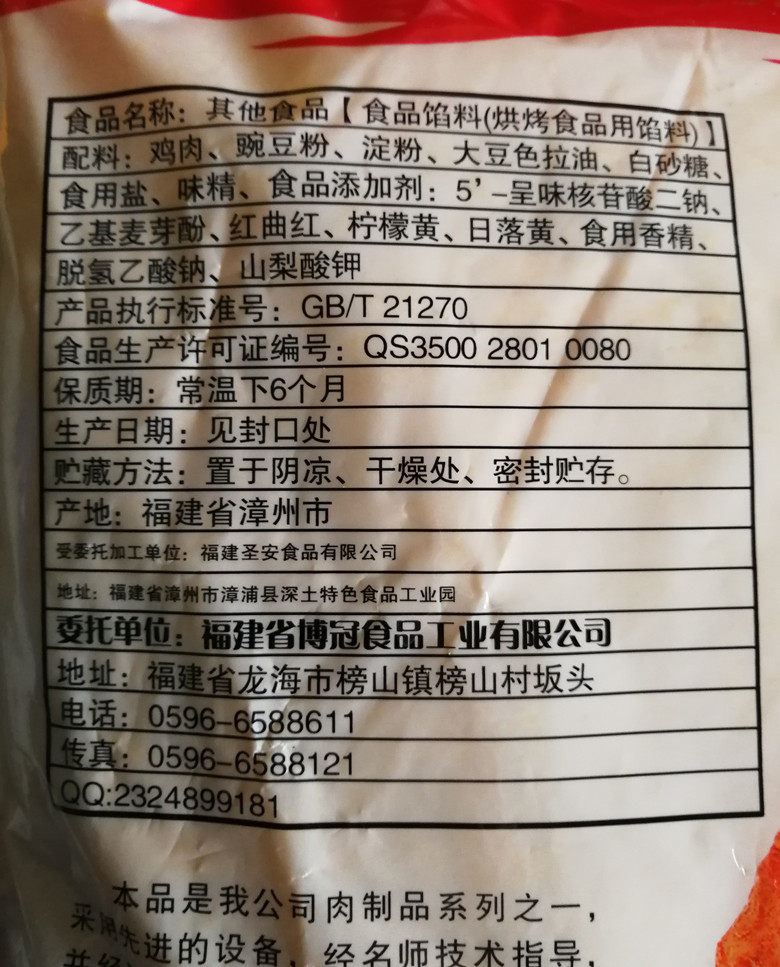 食品名称：其他食品【食品馅料(烘烤食品用馅料)】
配料：鸡肉、豌豆粉、淀粉、大豆色拉油、白砂糖、
食用盐、味精、食品添加剂：5'-呈味核苷酸二钠、
乙基麦芽酚、红曲红、柠檬黄、日落黄、食用香精、
脱氢乙酸钠、山梨酸钾
产品执行标准号：GB/T 21270
食品生产许可证编号：QS3500 2801 0080
保质期：常温下6个月
生产日期：见封口处
贮藏方法：置于阴凉、干燥处、密封贮存。
产地：福建省漳州市
受委托加工单位：福建圣安食品有限公司
地址：福建省漳州市漳浦县深土特色食品工业园
委托单位：福建省博冠食品工业有限公司
地址：福建省龙海市榜山镇榜山村坂头
电话：0596-6588611
传真：0596-6588121
QQ:2324899181
本品是我公司肉制品系列之一，
采用先进的设备，经名师技术指导，
并经